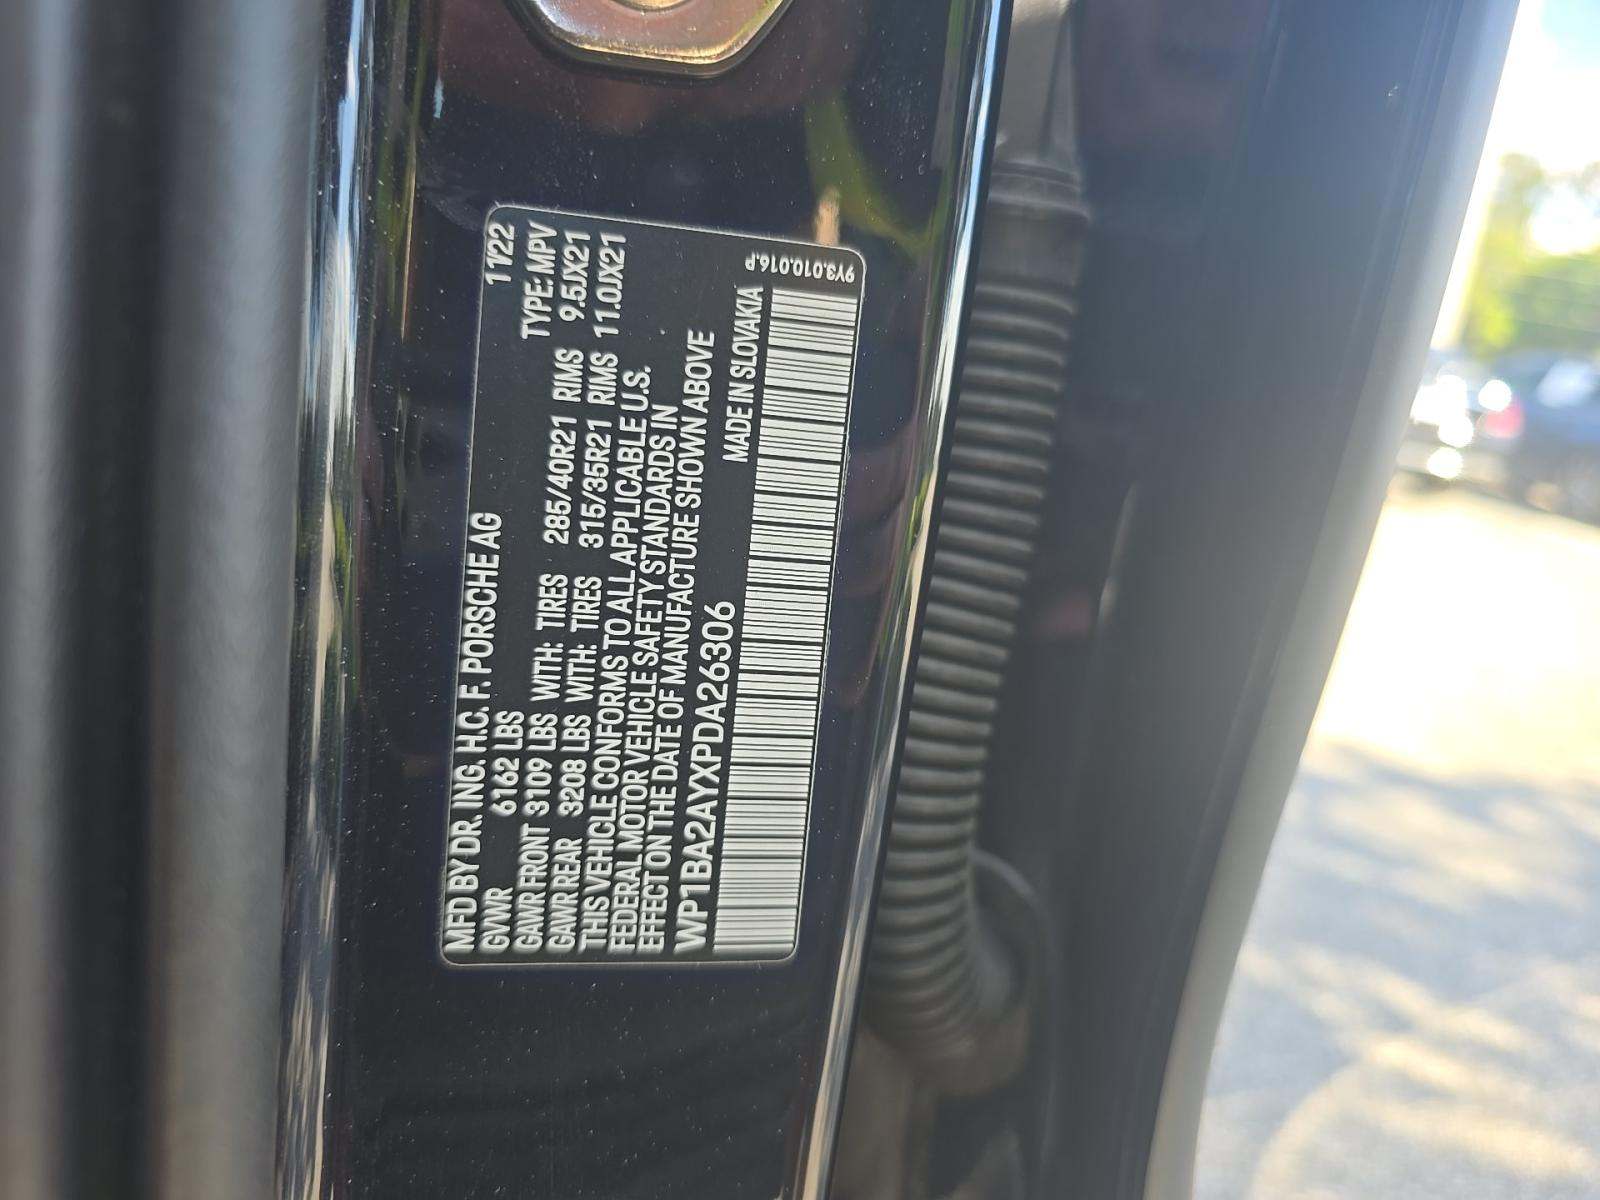 MFD BY DR. ING. H.C. F. PORSCHE AG 11/22
GVWR 6162 LBS TYPE: MPV
GAWR FRONT 3109 LBS WITH: TIRES 285/40R21 RIMS 9.5JX21
GAWR REAR 3208 LBS WITH: TIRES 315/35R21 RIMS 11.0JX21
THIS VEHICLE CONFORMS TO ALL APPLICABLE U.S.
FEDERAL MOTOR VEHICLE SAFETY STANDARDS IN
EFFECT ON THE DATE OF MANUFACTURE SHOWN ABOVE
WP1BA2AYXPDA26306 MADE IN SLOVAKIA
9Y3.010.016.P